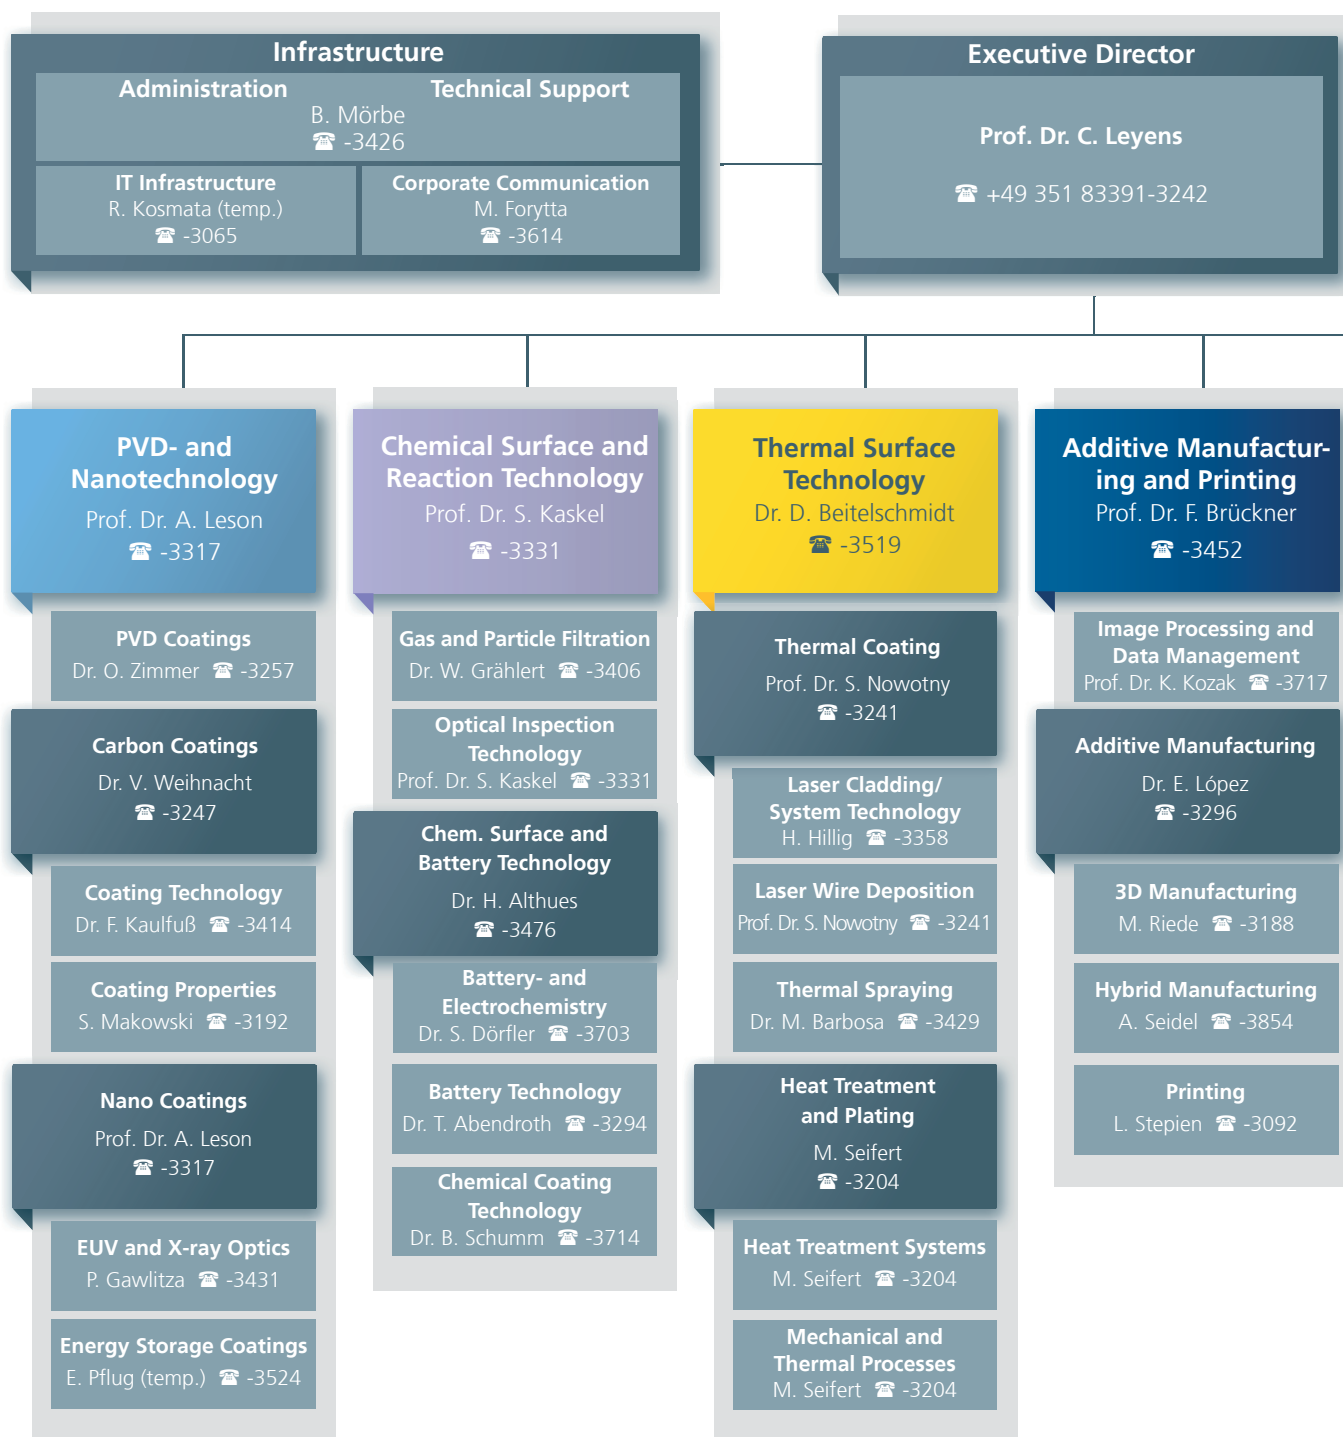 Infrastructure
Administration
Technical Support
B. Mörbe
☎ -3426
IT Infrastructure
R. Kosmata (temp.)
☎ -3065
Corporate Communication
M. Forytta
☎ -3614
Executive Director
Prof. Dr. C. Leyens
☎ +49 351 83391-3242
PVD- and
Nanotechnology
Prof. Dr. A. Leson
☎ -3317
PVD Coatings
Dr. O. Zimmer ☎ -3257
Carbon Coatings
Dr. V. Weihnacht
☎ -3247
Coating Technology
Dr. F. Kaulfuß ☎ -3414
Coating Properties
S. Makowski ☎ -3192
Nano Coatings
Prof. Dr. A. Leson
☎ -3317
EUV and X-ray Optics
P. Gawlitza ☎ -3431
Energy Storage Coatings
E. Pflug (temp.) ☎ -3524
Chemical Surface and
Reaction Technology
Prof. Dr. S. Kaskel
☎ -3331
Gas and Particle Filtration
Dr. W. Grählert ☎ -3406
Optical Inspection
Technology
Prof. Dr. S. Kaskel ☎ -3331
Chem. Surface and
Battery Technology
Dr. H. Althues
☎ -3476
Battery- and
Electrochemistry
Dr. S. Dörfler ☎ -3703
Battery Technology
Dr. T. Abendroth ☎ -3294
Chemical Coating
Technology
Dr. B. Schumm ☎ -3714
Thermal Surface
Technology
Dr. D. Beitelschmidt
☎ -3519
Thermal Coating
Prof. Dr. S. Nowotny
☎ -3241
Laser Cladding/
System Technology
H. Hillig ☎ -3358
Laser Wire Deposition
Prof. Dr. S. Nowotny ☎ -3241
Thermal Spraying
Dr. M. Barbosa ☎ -3429
Heat Treatment
and Plating
M. Seifert
☎ -3204
Heat Treatment Systems
M. Seifert ☎ -3204
Mechanical and
Thermal Processes
M. Seifert ☎ -3204
Additive Manufactur-
ing and Printing
Prof. Dr. F. Brückner
☎ -3452
Image Processing and
Data Management
Prof. Dr. K. Kozak ☎ -3717
Additive Manufacturing
Dr. E. López
☎ -3296
3D Manufacturing
M. Riede ☎ -3188
Hybrid Manufacturing
A. Seidel ☎ -3854
Printing
L. Stepien ☎ -3092